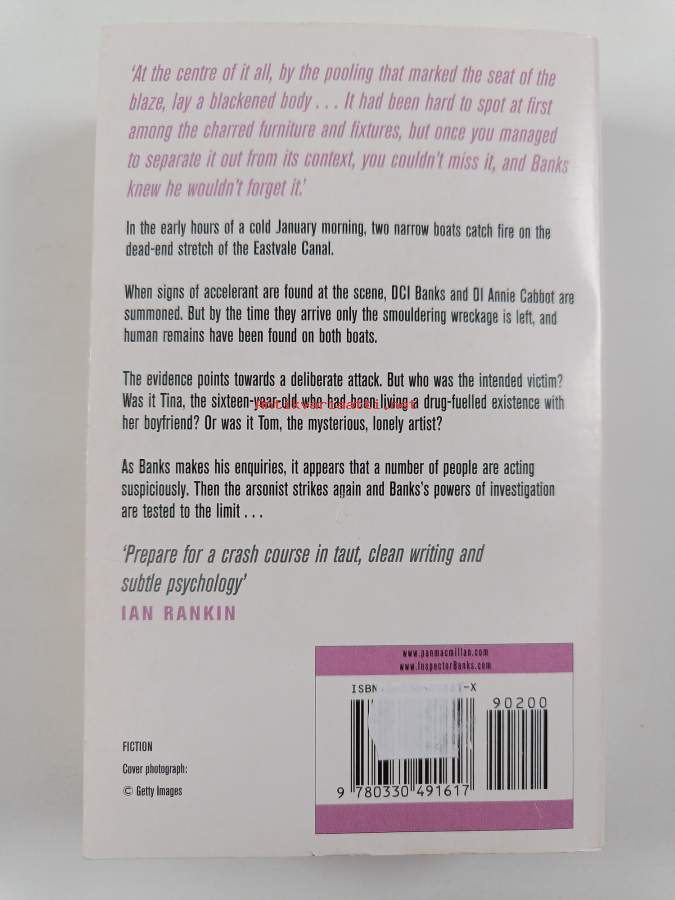 ‘At the centre of it all, by the pooling that marked the seat of the
blaze, lay a blackened body . . . It had been hard to spot at first
among the charred furniture and fixtures, but once you managed
to separate it out from its context, you couldn’t miss it, and Banks
knew he wouldn’t forget it.’
In the early hours of a cold January morning, two narrow boats catch fire on the
dead-end stretch of the Eastvale Canal.
When signs of accelerant are found at the scene, DCI Banks and DI Annie Cabbot are
summoned. But by the time they arrive only the smouldering wreckage is left, and
human remains have been found on both boats.
The evidence points towards a deliberate attack. But who was the intended victim?
Was it Tina, the sixteen-year-old who had been living a drug-fuelled existence with
her boyfriend? Or was it Tom, the mysterious, lonely artist?
As Banks makes his enquiries, it appears that a number of people are acting
suspiciously. Then the arsonist strikes again and Banks’s powers of investigation
are tested to the limit . . .
‘Prepare for a crash course in taut, clean writing and
subtle psychology’
IAN RANKIN
www.panmacmillan.com
www.InspectorBanks.com
ISBN
-X
90200
9 780330 491617
FICTION
Cover photograph:
© Getty Images